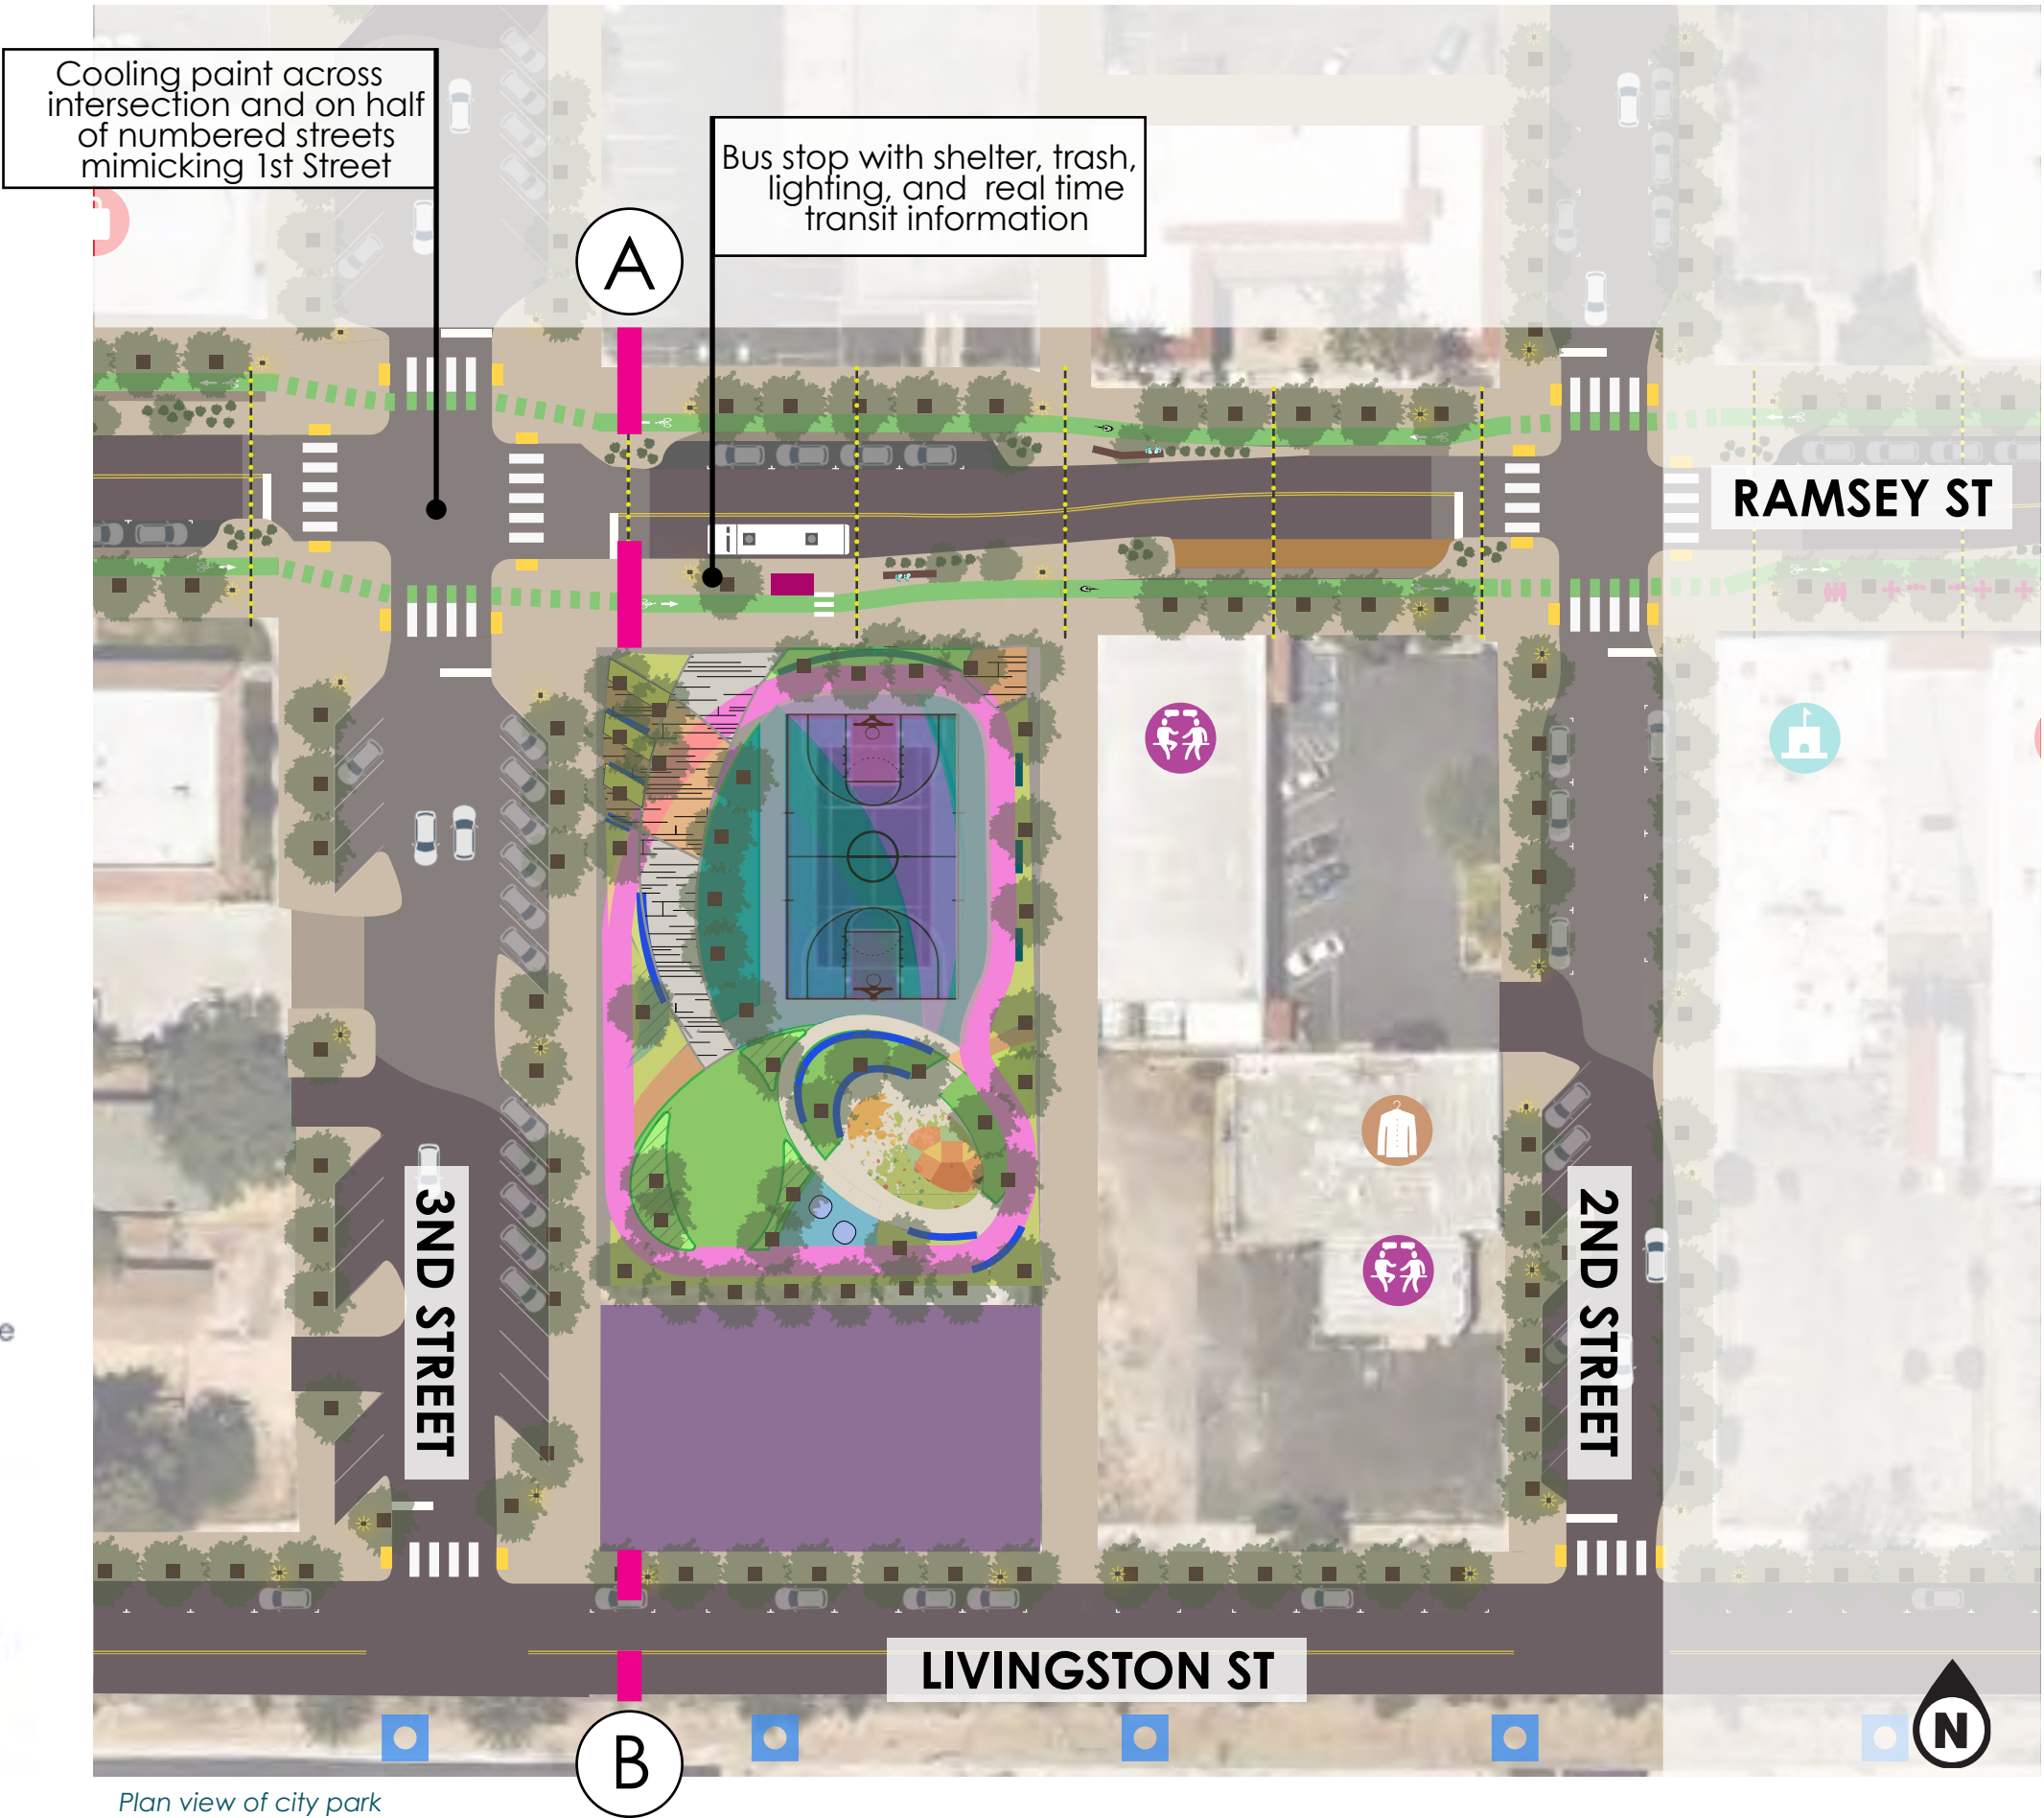 Cooling paint across
intersection and on half
of numbered streets
mimicking 1st Street
Bus stop with shelter, trash,
lighting, and real time
transit information
A
RAMSEY ST
3ND STREET
2ND STREET
e
LIVINGSTON ST
N
B
Plan view of city park